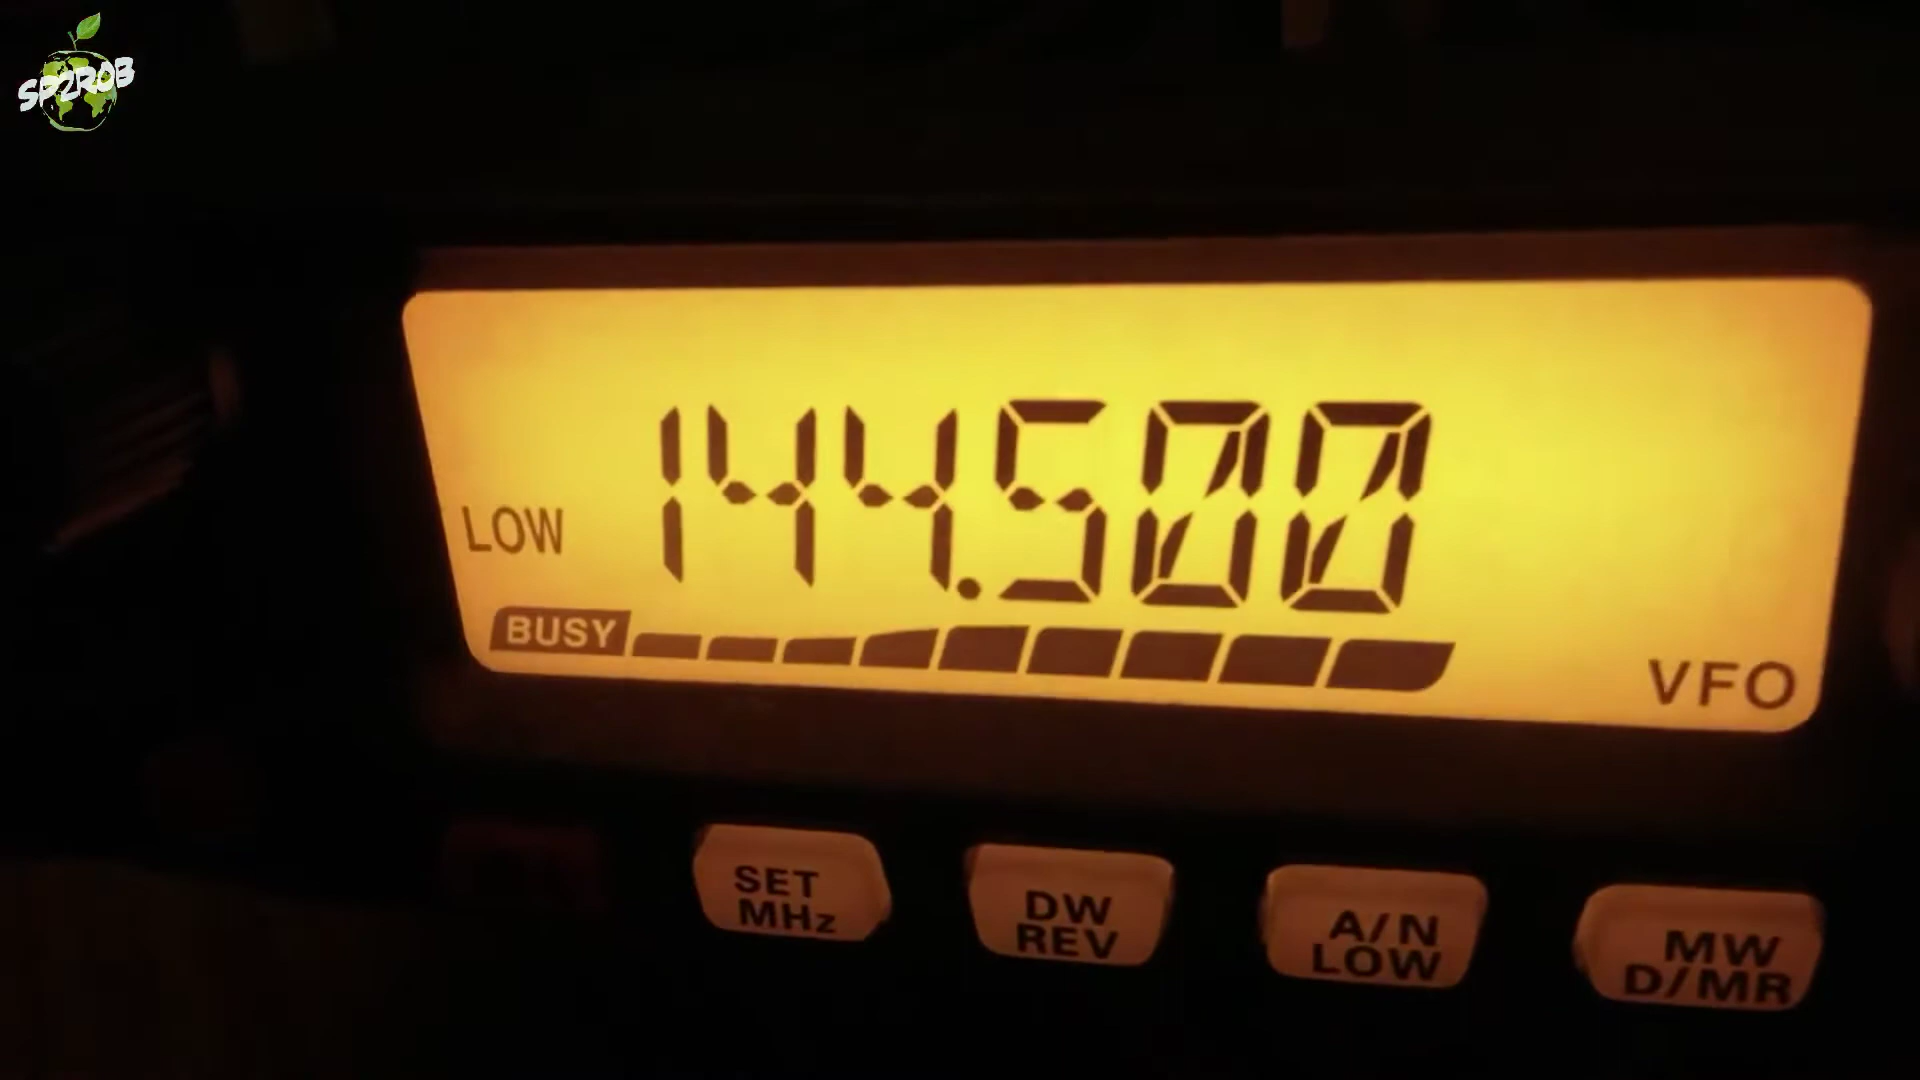 SP2ROB
144.500
LOW
BUSY
VFO
SET
MHz
DW
REV
A/N
LOW
MW
D/MR